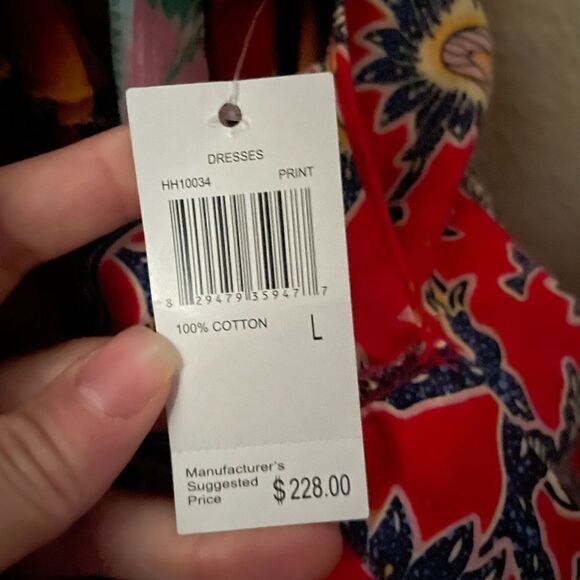 DRESSES
HH10034 PRINT
8 29479 35947 7
100% COTTON L
Manufacturer's
Suggested
Price $228.00